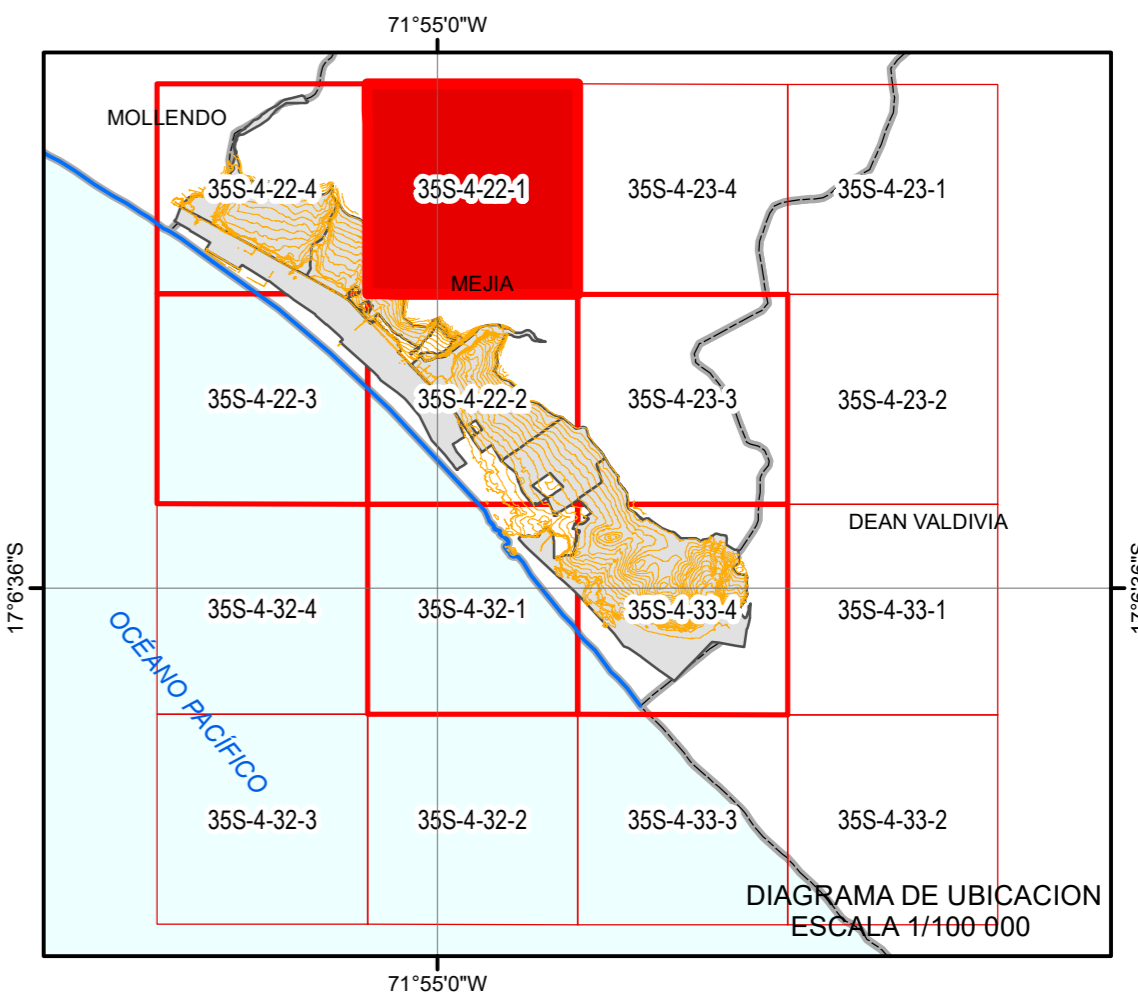 71°55'0"W
MOLLENDO
35S-4-22-4
35S-4-22-1
35S-4-23-4
35S-4-23-1
MEJIA
35S-4-22-3
35S-4-22-2
35S-4-23-3
35S-4-23-2
DEAN VALDIVIA
17°6'36"S
17°6'36"S
35S-4-32-4
35S-4-32-1
35S-4-33-4
35S-4-33-1
OCÉANO PACÍFICO
35S-4-32-3
35S-4-32-2
35S-4-33-3
35S-4-33-2
DIAGRAMA DE UBICACION
ESCALA 1/100 000
71°55'0"W